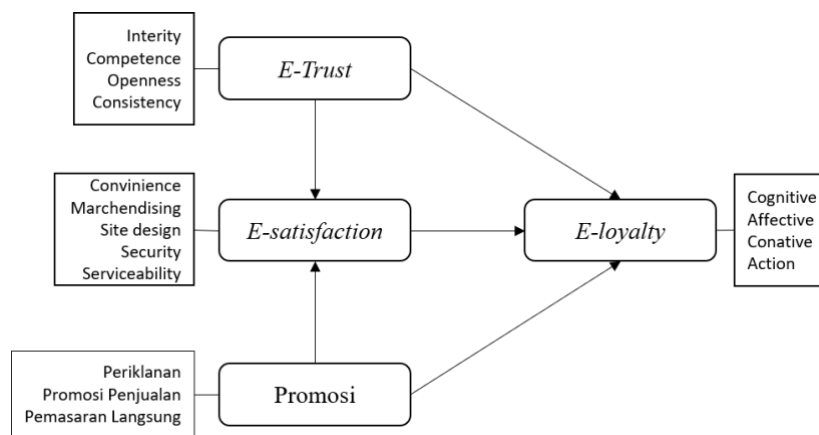 Interity
Competence
Openness
Consistency
E-Trust
Convinience
Marchendising
Site design
Security
Serviceability
E-satisfaction
E-loyalty
Cognitive
Affective
Conative
Action
Periklanan
Promosi Penjualan
Pemasaran Langsung
Promosi